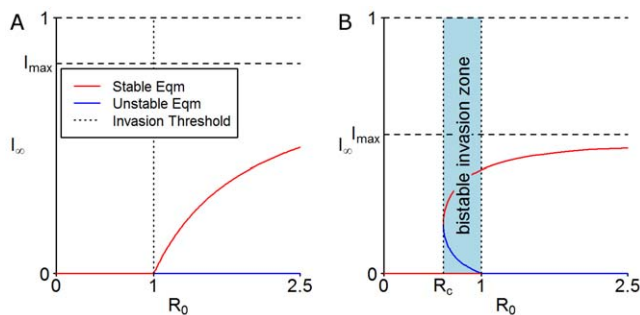 A
1
I_max
Stable Eqm
Unstable Eqm
Invasion Threshold
I_∞
0
0
1
2.5
R_0
B
1
bistable invasion zone
I_max
I_∞
0
0
R_c
1
2.5
R_0